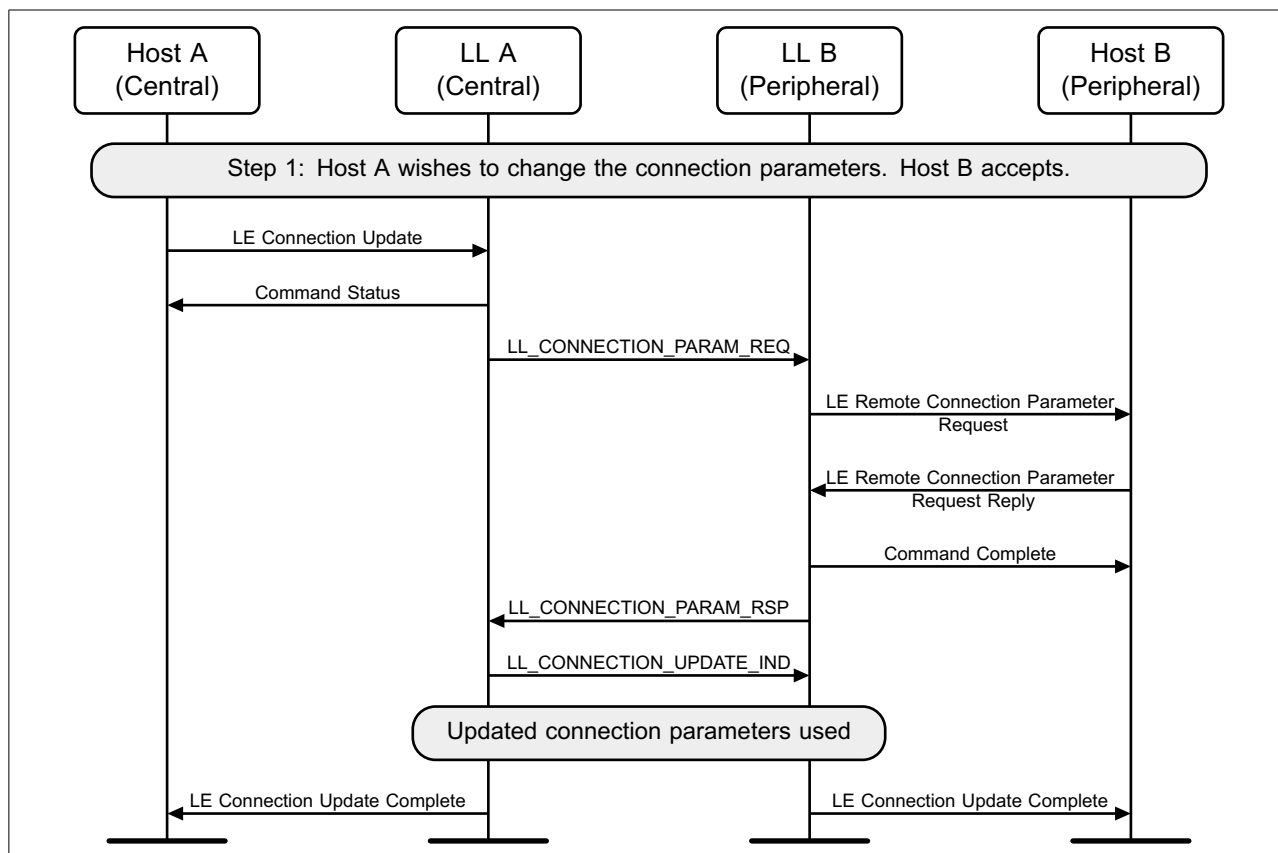 Host A
(Central)
LL A
(Central)
LL B
(Peripheral)
Host B
(Peripheral)
Step 1: Host A wishes to change the connection parameters. Host B accepts.
LE Connection Update
Command Status
LL_CONNECTION_PARAM_REQ
LE Remote Connection Parameter
Request
LE Remote Connection Parameter
Request Reply
Command Complete
LL_CONNECTION_PARAM_RSP
LL_CONNECTION_UPDATE_IND
Updated connection parameters used
LE Connection Update Complete
LE Connection Update Complete